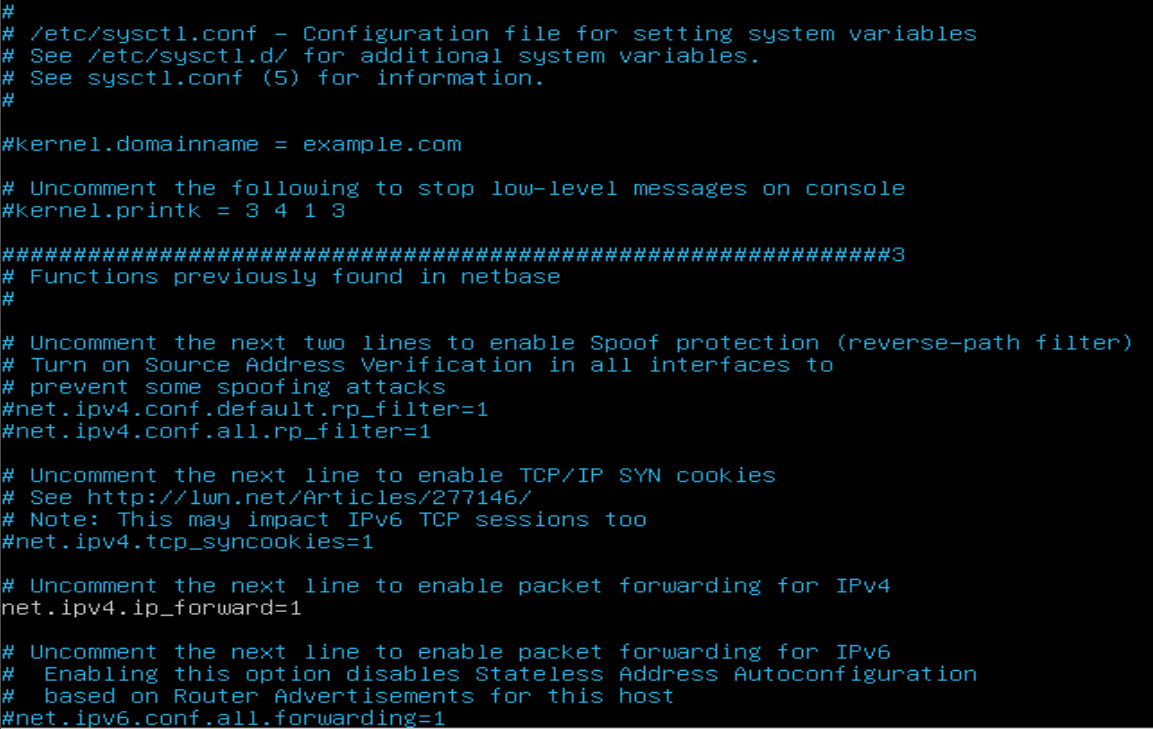 #
# /etc/sysctl.conf - Configuration file for setting system variables
# See /etc/sysctl.d/ for additional system variables.
# See sysctl.conf (5) for information.
#
#kernel.domainname = example.com
# Uncomment the following to stop low-level messages on console
#kernel.printk = 3 4 1 3
##############################################################3
# Functions previously found in netbase
#
# Uncomment the next two lines to enable Spoof protection (reverse-path filter)
# Turn on Source Address Verification in all interfaces to
# prevent some spoofing attacks
#net.ipv4.conf.default.rp_filter=1
#net.ipv4.conf.all.rp_filter=1
# Uncomment the next line to enable TCP/IP SYN cookies
# See http://lwn.net/Articles/277146/
# Note: This may impact IPv6 TCP sessions too
#net.ipv4.tcp_syncookies=1
# Uncomment the next line to enable packet forwarding for IPv4
net.ipv4.ip_forward=1
# Uncomment the next line to enable packet forwarding for IPv6
#  Enabling this option disables Stateless Address Autoconfiguration
#  based on Router Advertisements for this host
#net.ipv6.conf.all.forwarding=1